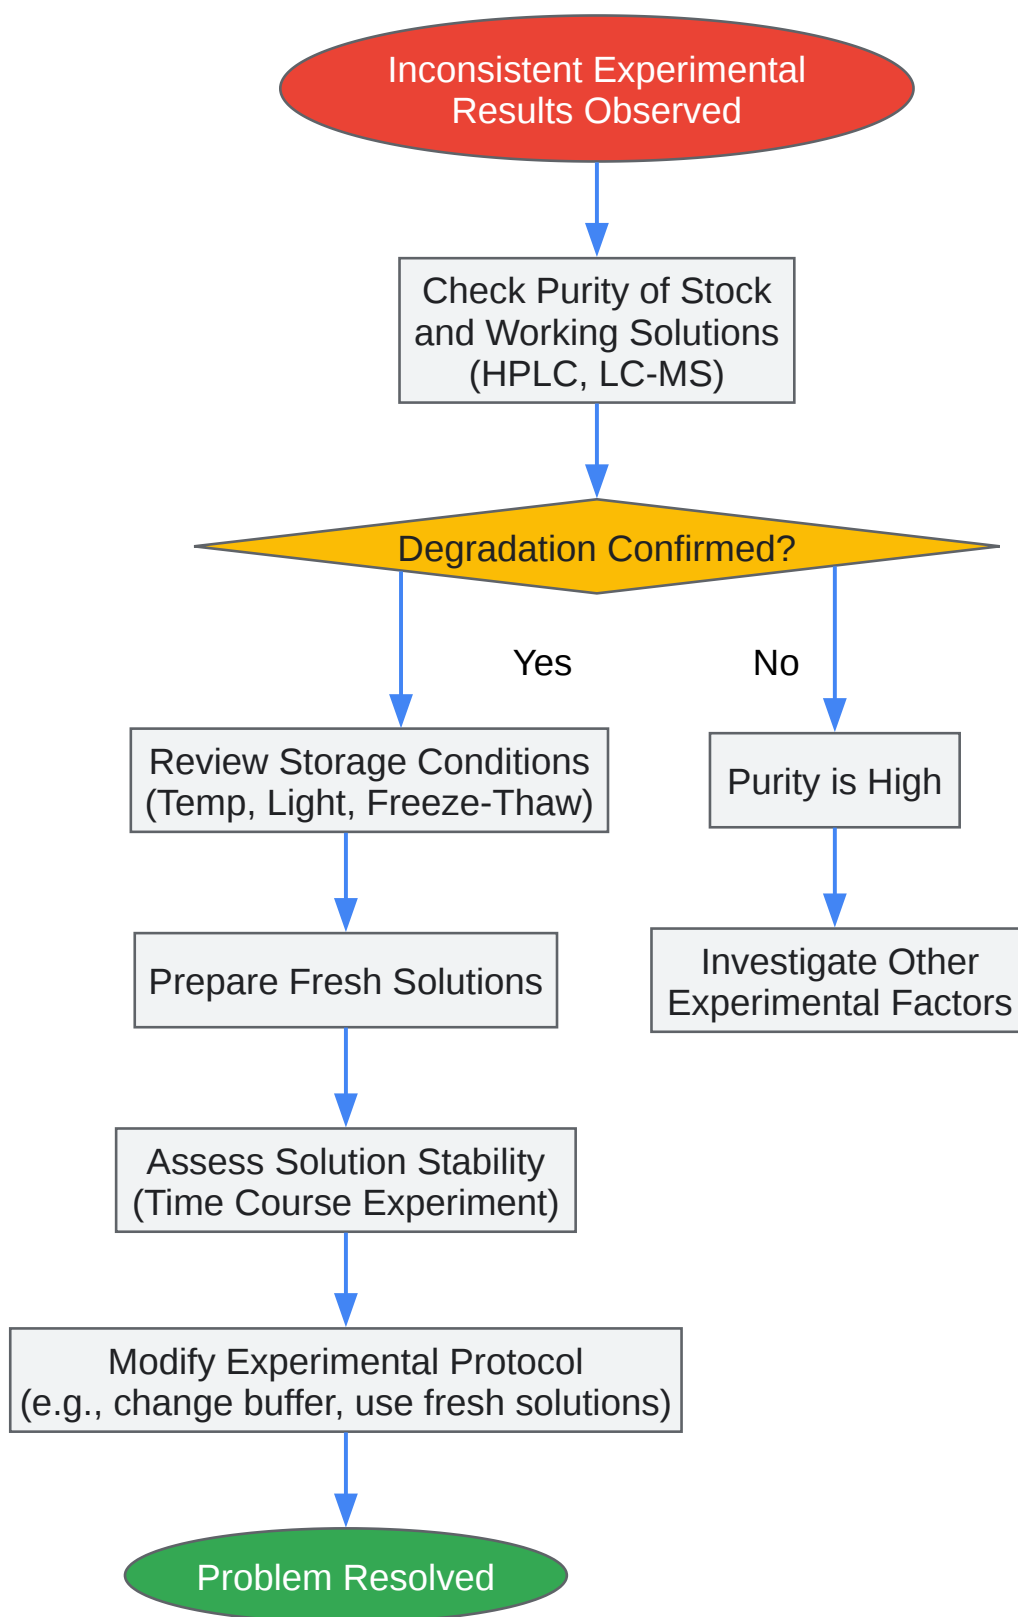 Inconsistent Experimental
Results Observed
Check Purity of Stock
and Working Solutions
(HPLC, LC-MS)
Degradation Confirmed?
Yes
No
Review Storage Conditions
(Temp, Light, Freeze-Thaw)
Purity is High
Prepare Fresh Solutions
Investigate Other
Experimental Factors
Assess Solution Stability
(Time Course Experiment)
Modify Experimental Protocol
(e.g., change buffer, use fresh solutions)
Problem Resolved